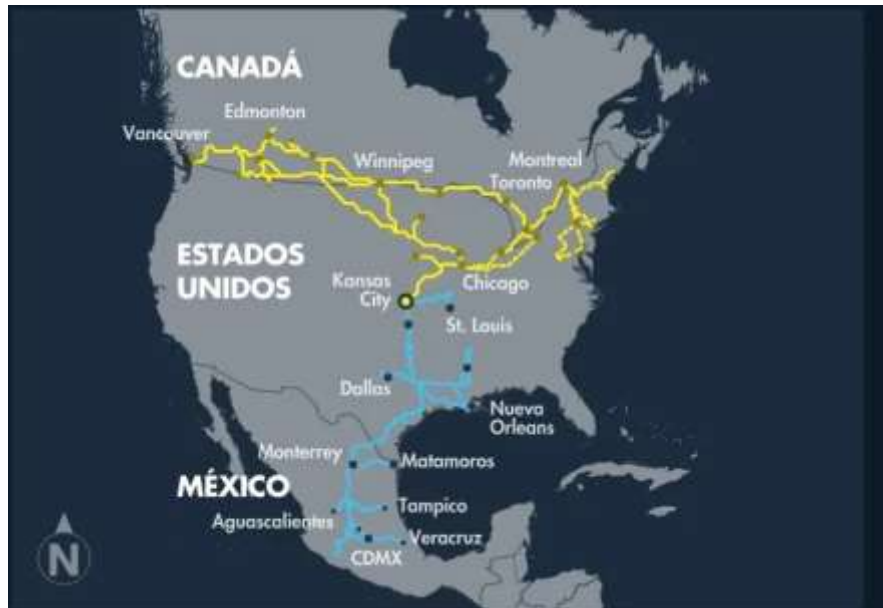 CANADÁ
Edmonton
Vancouver
Winnipeg
Montreal
Toronto
ESTADOS
UNIDOS
Kansas
City
Chicago
St. Louis
Dallas
Nueva
Orleans
Monterrey
Matamoros
MÉXICO
Tampico
Aguascalientes
Veracruz
CDMX
N